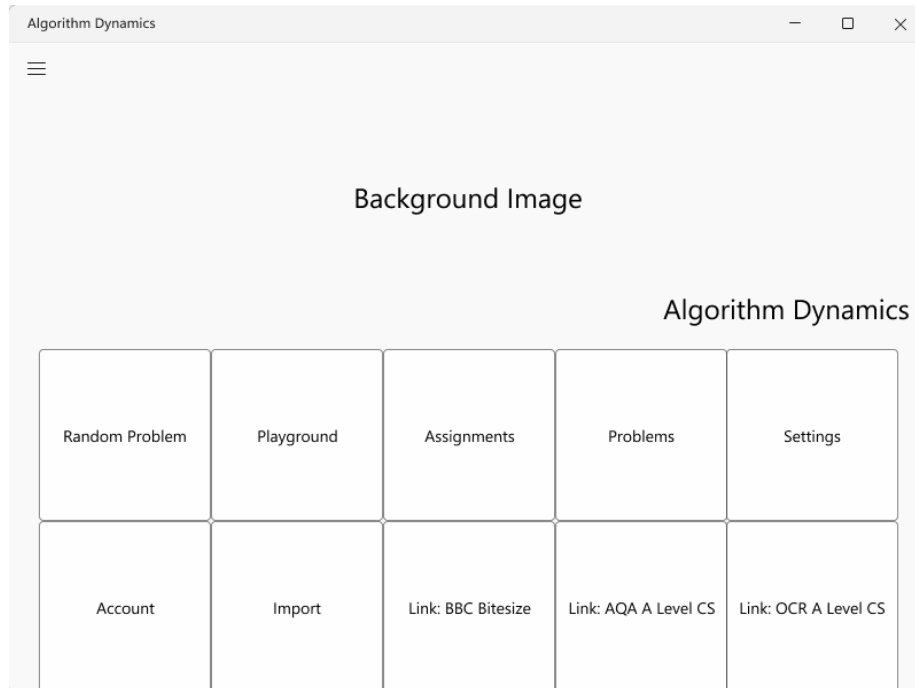 Algorithm Dynamics
Background Image
Algorithm Dynamics
Random Problem
Playground
Assignments
Problems
Settings
Account
Import
Link: BBC Bitesize
Link: AQA A Level CS
Link: OCR A Level CS